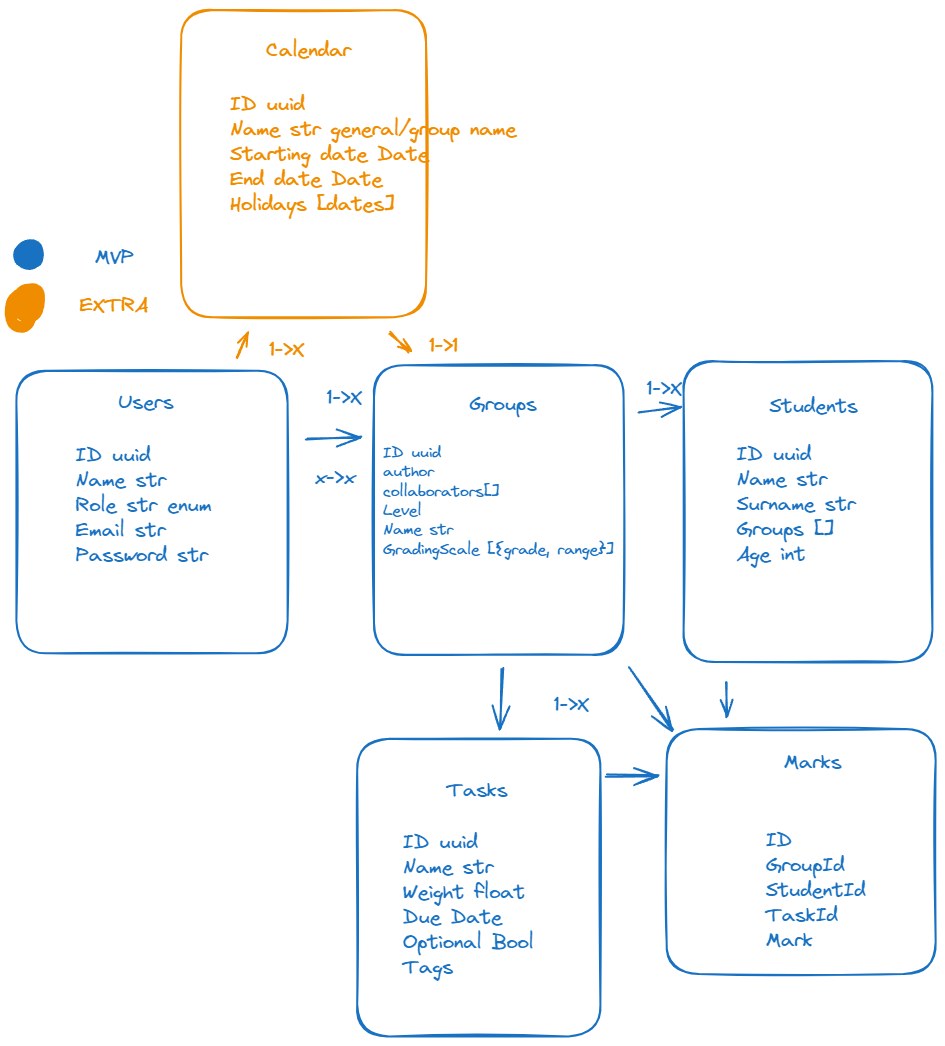 Calendar
ID uuid
Name str general/group name
Starting date Date
End date Date
Holidays [dates]
MVP
EXTRA
1->X
1->1
Users
ID uuid
Name str
Role str enum
Email str
Password str
1->X
x->x
Groups
ID uuid
author
collaborators[]
Level
Name str
GradingScale [{grade, range}]
1->X
Students
ID uuid
Name str
Surname str
Groups []
Age int
1->X
Tasks
ID uuid
Name str
Weight float
Due Date
Optional Bool
Tags
Marks
ID
GroupId
StudentId
TaskId
Mark